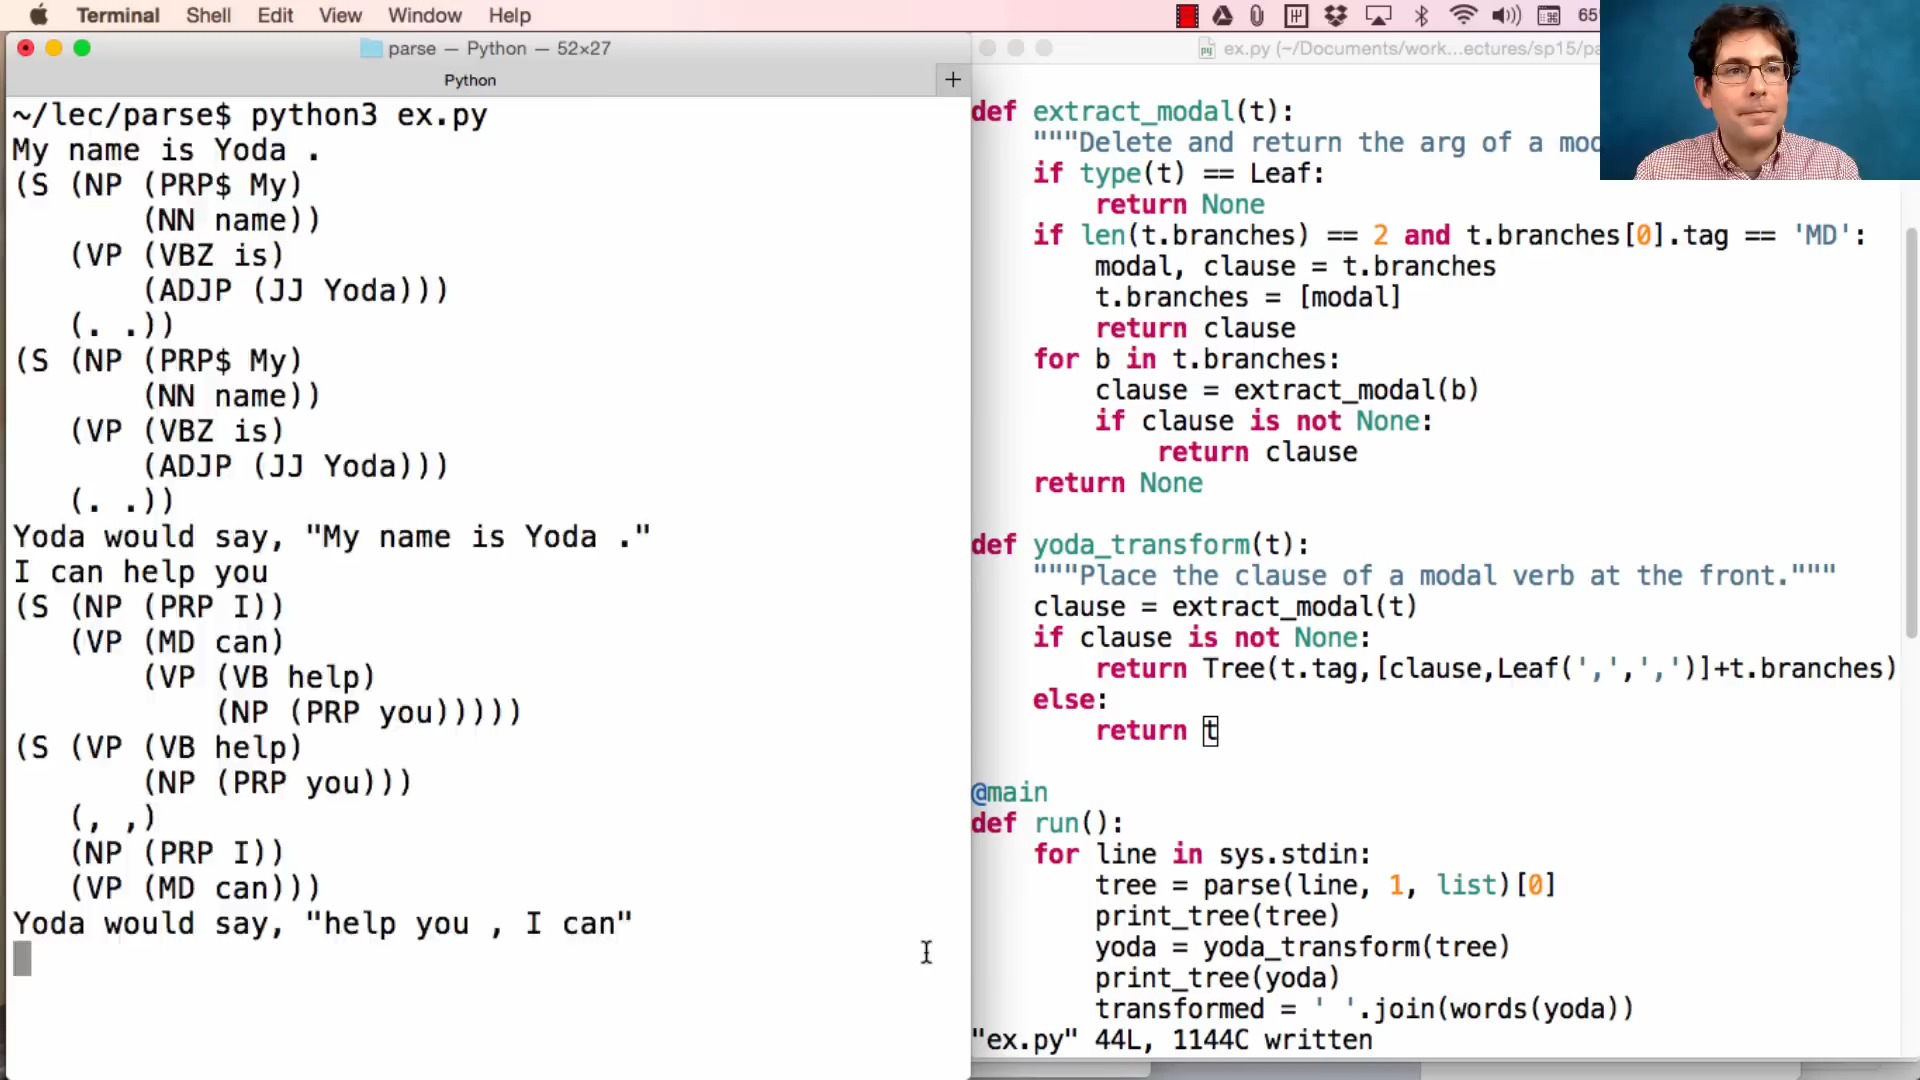 Terminal Shell Edit View Window Help
65
parse — Python — 52×27
Python
+
~/lec/parse$ python3 ex.py
My name is Yoda .
(S (NP (PRP$ My)
(NN name))
(VP (VBZ is)
(ADJP (JJ Yoda)))
(. .))
(S (NP (PRP$ My)
(NN name))
(VP (VBZ is)
(ADJP (JJ Yoda)))
(. .))
Yoda would say, "My name is Yoda ."
I can help you
(S (NP (PRP I))
(VP (MD can)
(VP (VB help)
(NP (PRP you)))))
(S (VP (VB help)
(NP (PRP you)))
(, ,)
(NP (PRP I))
(VP (MD can)))
Yoda would say, "help you , I can"
ex.py (~/Documents/work...ectures/sp15/pa
def extract_modal(t):
"""Delete and return the arg of a mo
if type(t) == Leaf:
return None
if len(t.branches) == 2 and t.branches[0].tag == 'MD':
modal, clause = t.branches
t.branches = [modal]
return clause
for b in t.branches:
clause = extract_modal(b)
if clause is not None:
return clause
return None
def yoda_transform(t):
"""Place the clause of a modal verb at the front."""
clause = extract_modal(t)
if clause is not None:
return Tree(t.tag,[clause,Leaf(',',',')]+t.branches)
else:
return t
@main
def run():
for line in sys.stdin:
tree = parse(line, 1, list)[0]
print_tree(tree)
yoda = yoda_transform(tree)
print_tree(yoda)
transformed = ' '.join(words(yoda))
"ex.py" 44L, 1144C written